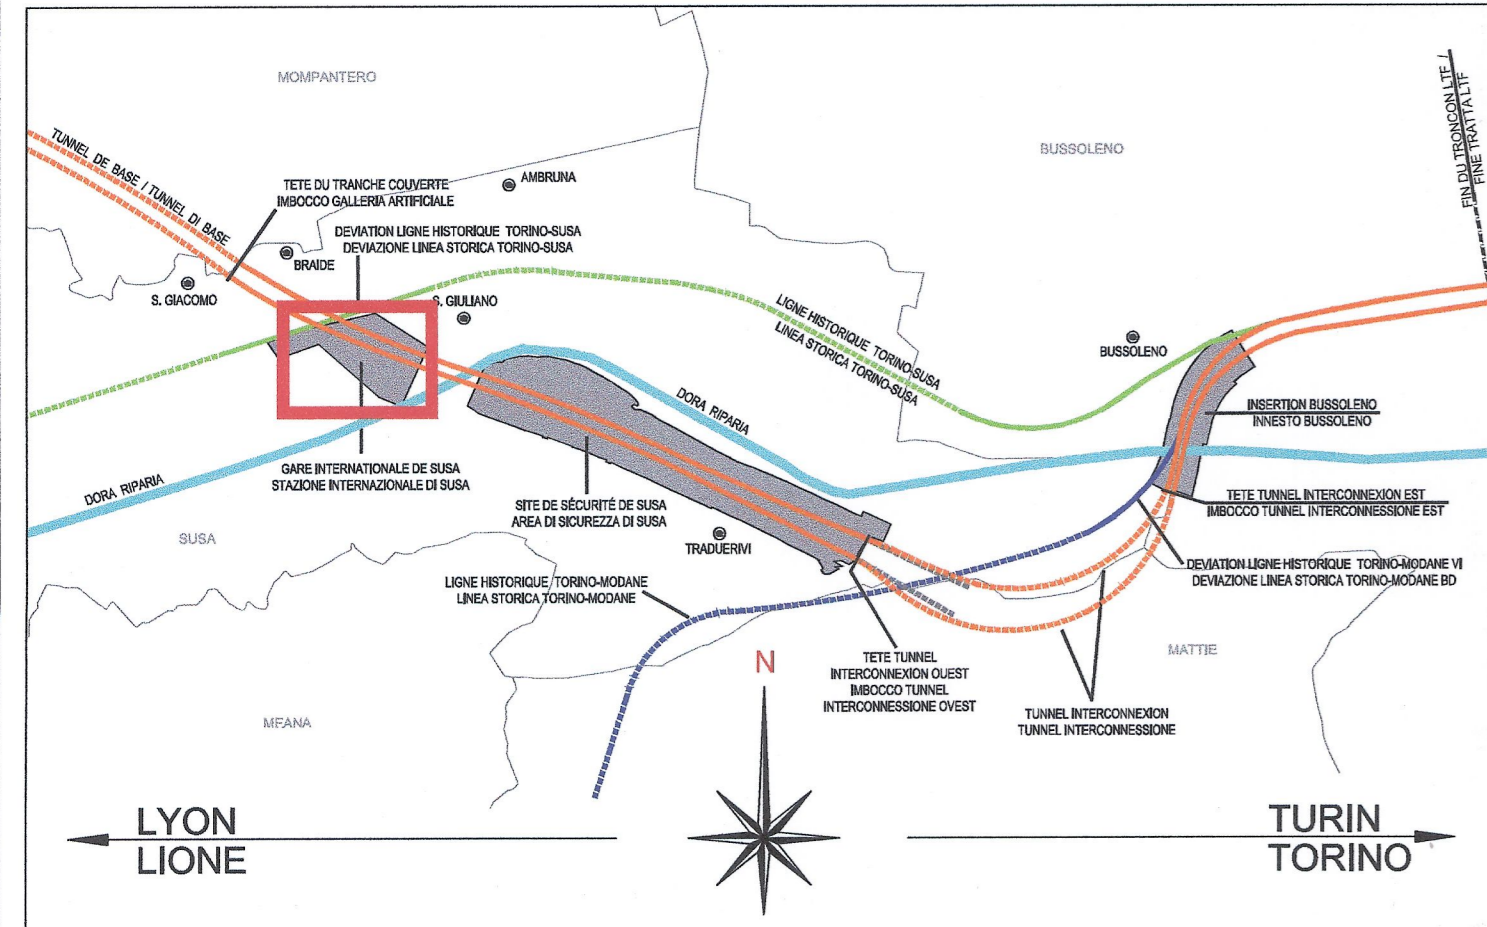 MOMPANTERO
BUSSOLENO
FIN DU TRONCON LTF /
FINE TRATTA LTF
TUNNEL DE BASE / TUNNEL DI BASE
TETE DU TRANCHE COUVERTE
IMBOCCO GALLERIA ARTIFICIALE
AMBRUNA
DEVIATION LIGNE HISTORIQUE TORINO-SUSA
DEVIAZIONE LINEA STORICA TORINO-SUSA
BRAIDE
S. GIACOMO
S. GIULIANO
LIGNE HISTORIQUE TORINO-SUSA
LINEA STORICA TORINO-SUSA
BUSSOLENO
DORA RIPARIA
INSERTION BUSSOLENO
INNESTO BUSSOLENO
GARE INTERNATIONALE DE SUSA
STAZIONE INTERNAZIONALE DI SUSA
DORA RIPARIA
SITE DE SÉCURITÉ DE SUSA
AREA DI SICUREZZA DI SUSA
TETE TUNNEL INTERCONNEXION EST
IMBOCCO TUNNEL INTERCONNESSIONE EST
SUSA
TRADUERIVI
DEVIATION LIGNE HISTORIQUE TORINO-MODANE VI
DEVIAZIONE LINEA STORICA TORINO-MODANE BD
LIGNE HISTORIQUE TORINO-MODANE
LINEA STORICA TORINO-MODANE
MATTIE
TETE TUNNEL
INTERCONNEXION OUEST
IMBOCCO TUNNEL
INTERCONNESSIONE OVEST
N
TUNNEL INTERCONNEXION
TUNNEL INTERCONNESSIONE
MEANA
LYON
LIONE
TURIN
TORINO